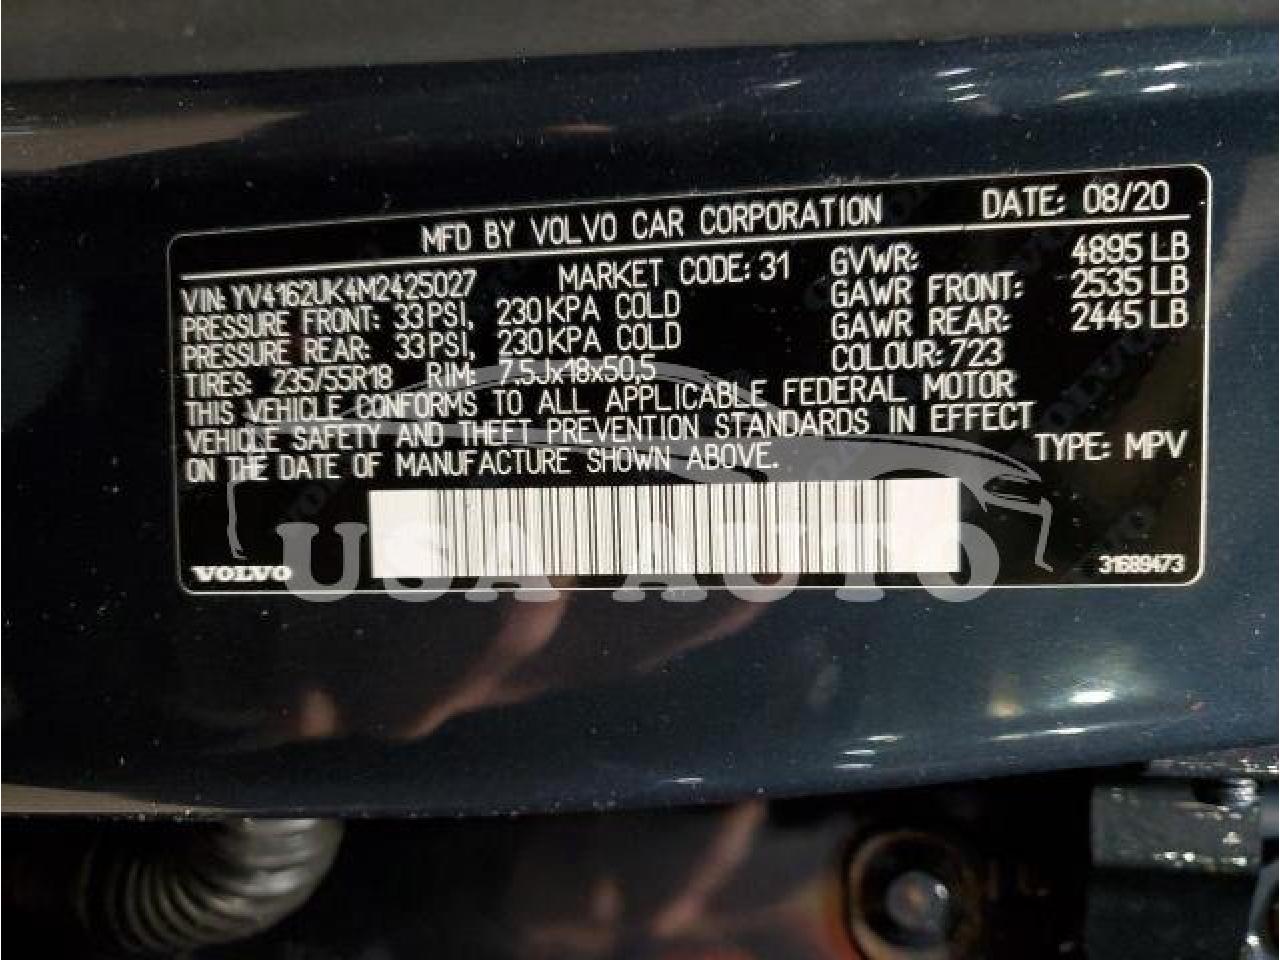 MFD BY VOLVO CAR CORPORATION DATE: 08/20
VIN: YV4162UK4M2425027 MARKET CODE: 31 GVWR: 4895 LB
PRESSURE FRONT: 33 PSI, 230 KPA COLD GAWR FRONT: 2535 LB
PRESSURE REAR: 33 PSI, 230 KPA COLD GAWR REAR: 2445 LB
TIRES: 235/55R18 RIM: 7.5Jx18x50,5 COLOUR: 723
THIS VEHICLE CONFORMS TO ALL APPLICABLE FEDERAL MOTOR
VEHICLE SAFETY AND THEFT PREVENTION STANDARDS IN EFFECT
ON THE DATE OF MANUFACTURE SHOWN ABOVE. TYPE: MPV
USA AUTO
VOLVO 31689473